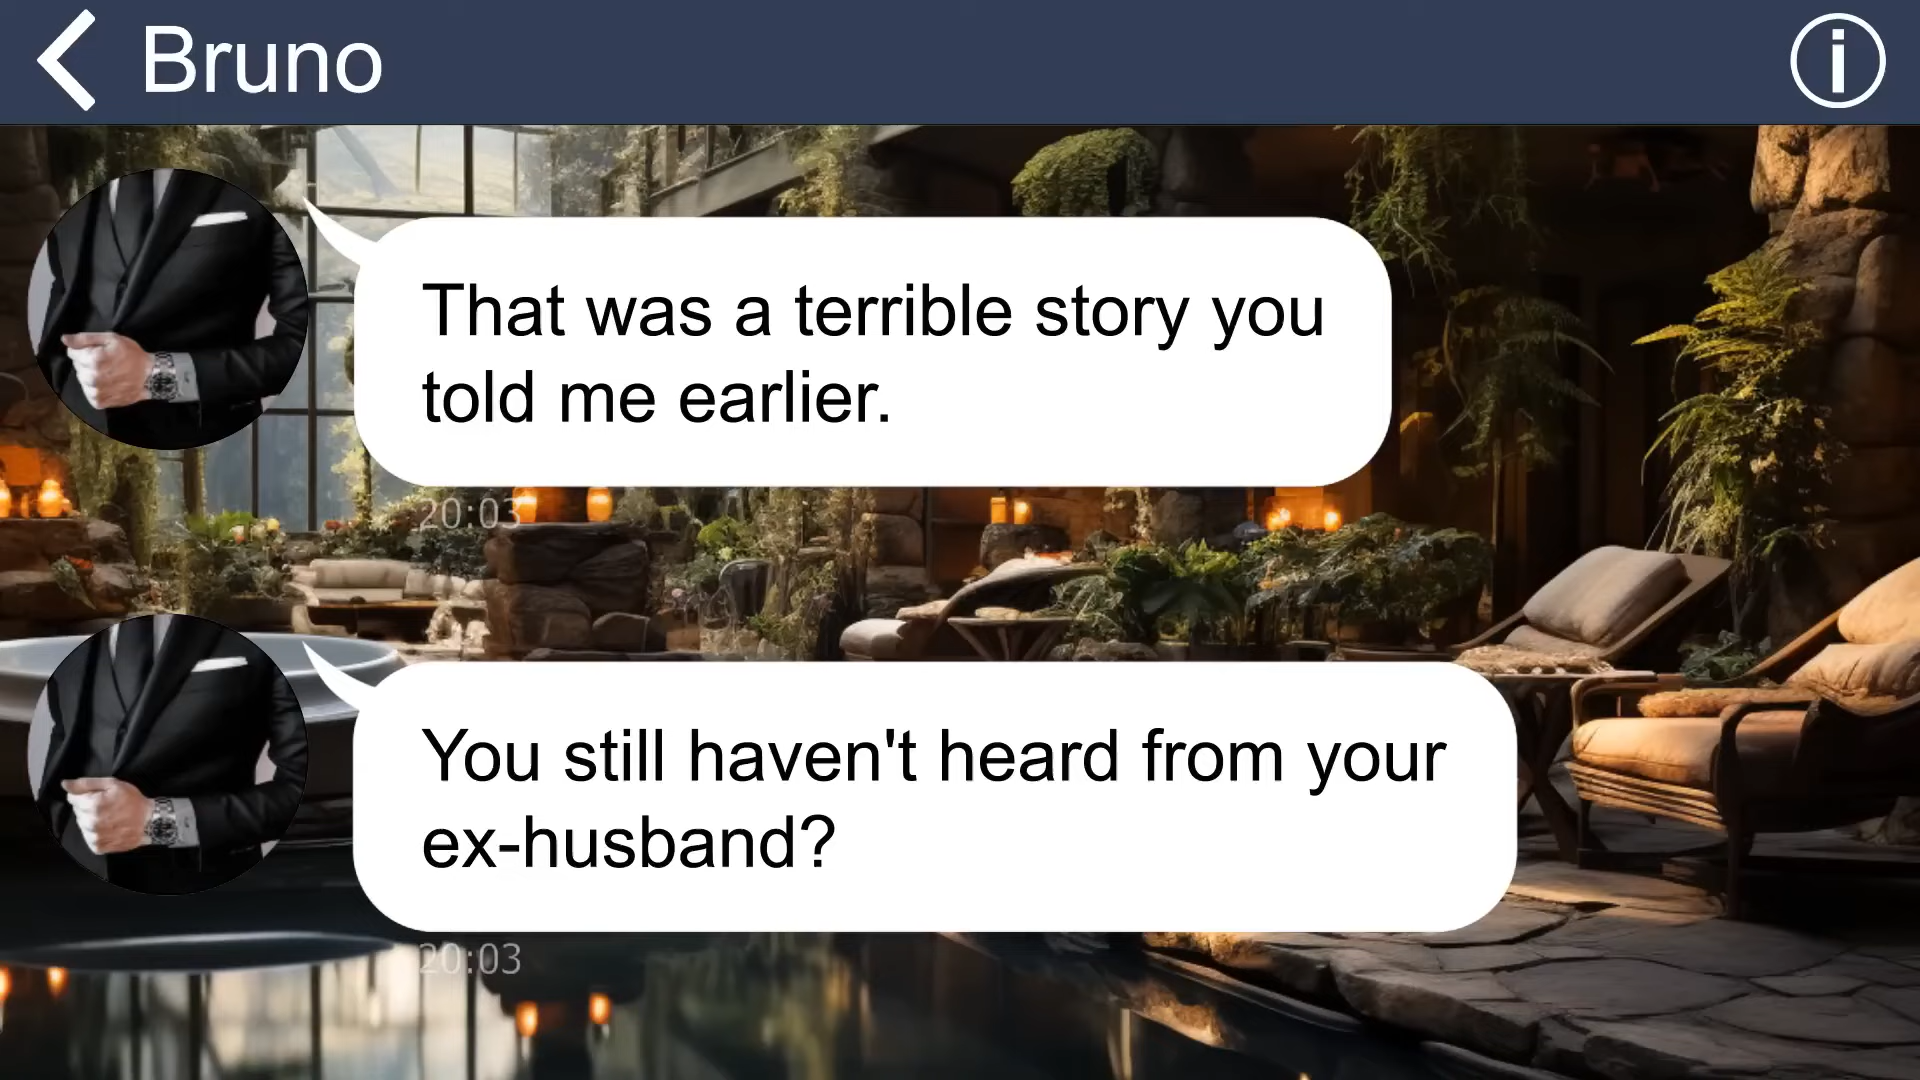 Bruno
That was a terrible story you
told me earlier.
20:03
You still haven't heard from your
ex-husband?
20:03